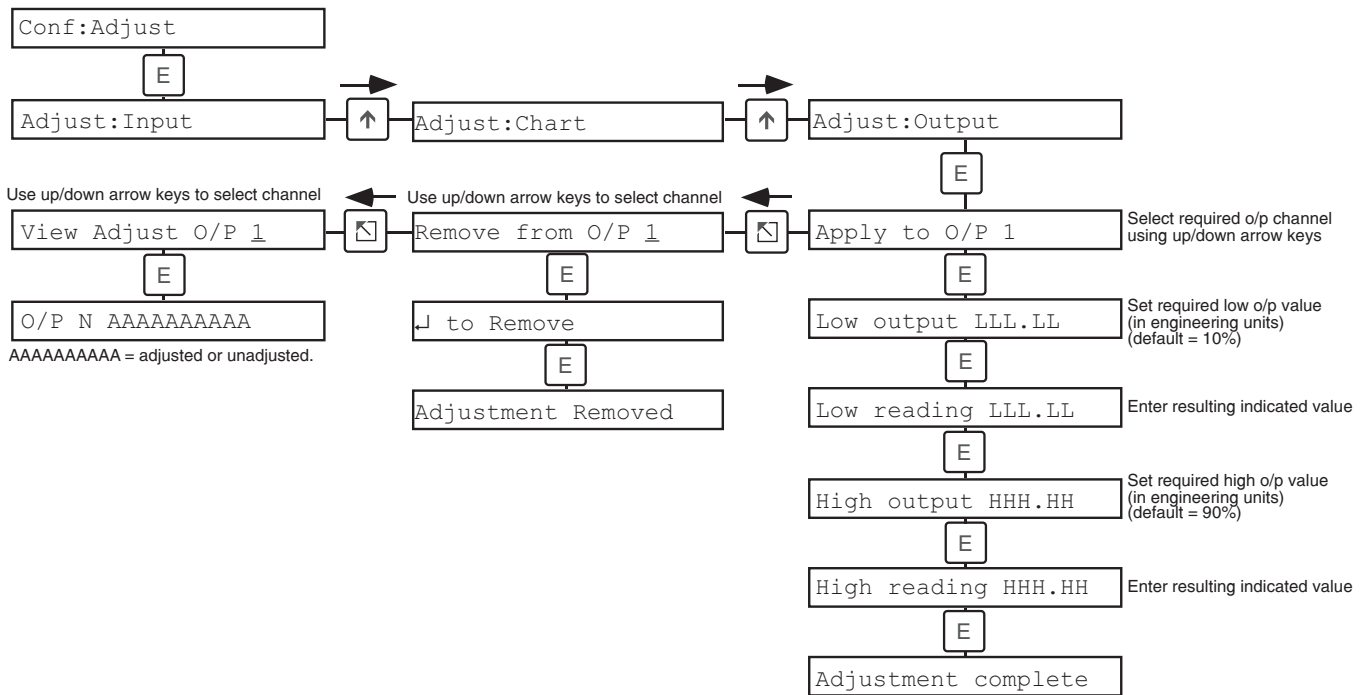 Conf:Adjust
E
Adjust:Input
↑
Adjust:Chart
↑
Adjust:Output
E
Use up/down arrow keys to select channel
Use up/down arrow keys to select channel
View Adjust O/P 1
Remove from O/P 1
Apply to O/P 1
Select required o/p channel
using up/down arrow keys
E
E
E
O/P N AAAAAAAAAA
↵ to Remove
Low output LLL.LL
Set required low o/p value
(in engineering units)
(default = 10%)
AAAAAAAAAA = adjusted or unadjusted.
E
E
Adjustment Removed
Low reading LLL.LL
Enter resulting indicated value
E
High output HHH.HH
Set required high o/p value
(in engineering units)
(default = 90%)
E
High reading HHH.HH
Enter resulting indicated value
E
Adjustment complete